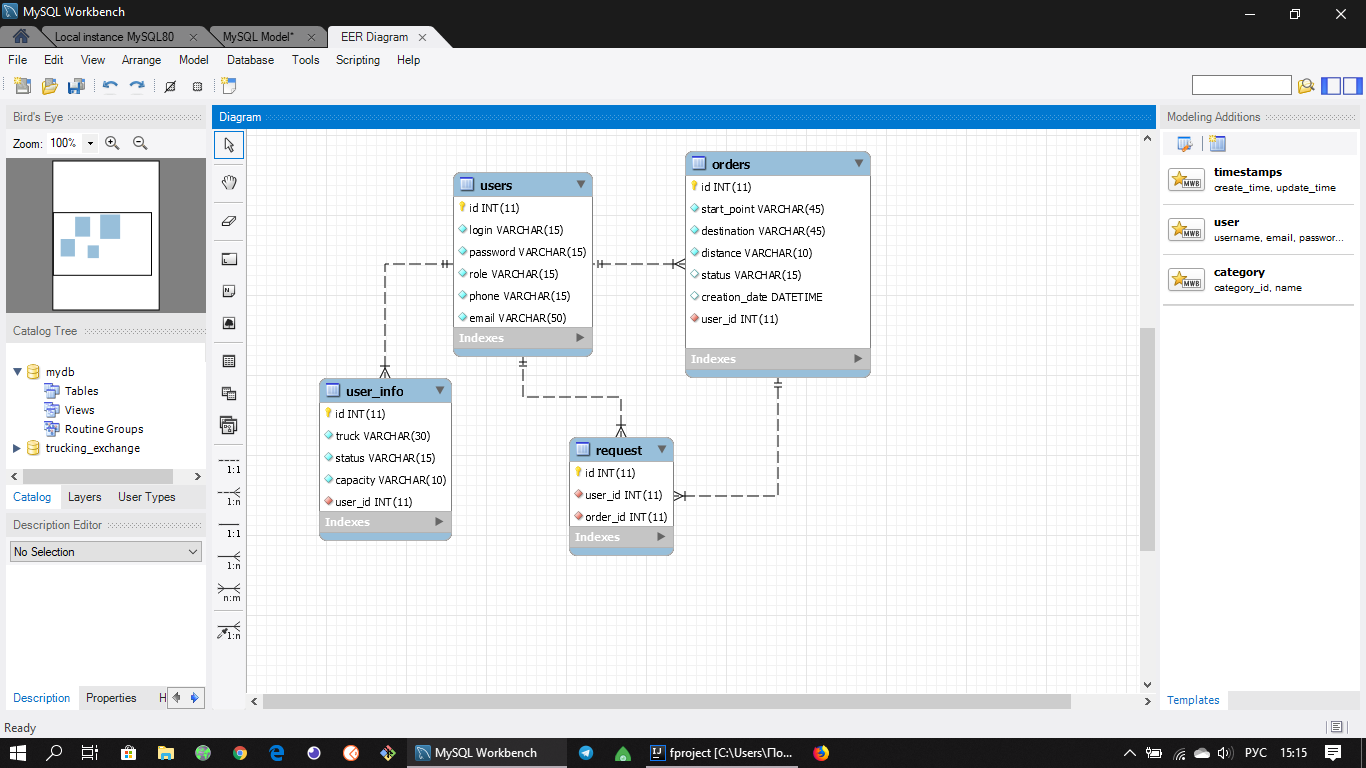 MySQL Workbench
Local instance MySQL80
MySQL Model*
EER Diagram
File Edit View Arrange Model Database Tools Scripting Help
Bird's Eye
Zoom: 100%
Catalog Tree
mydb
Tables
Views
Routine Groups
trucking_exchange
Catalog Layers User Types
Description Editor
No Selection
Description Properties H
Diagram
1:1
1:n
1:1
1:n
n:m
1:n
users
id INT(11)
login VARCHAR(15)
password VARCHAR(15)
role VARCHAR(15)
phone VARCHAR(15)
email VARCHAR(50)
Indexes
orders
id INT(11)
start_point VARCHAR(45)
destination VARCHAR(45)
distance VARCHAR(10)
status VARCHAR(15)
creation_date DATETIME
user_id INT(11)
Indexes
user_info
id INT(11)
truck VARCHAR(30)
status VARCHAR(15)
capacity VARCHAR(10)
user_id INT(11)
Indexes
request
id INT(11)
user_id INT(11)
order_id INT(11)
Indexes
Modeling Additions
MWB
timestamps
create_time, update_time
MWB
user
username, email, passwor...
MWB
category
category_id, name
Templates
Ready
MySQL Workbench
IJ
fproject [C:\Users\По...
РУС
15:15